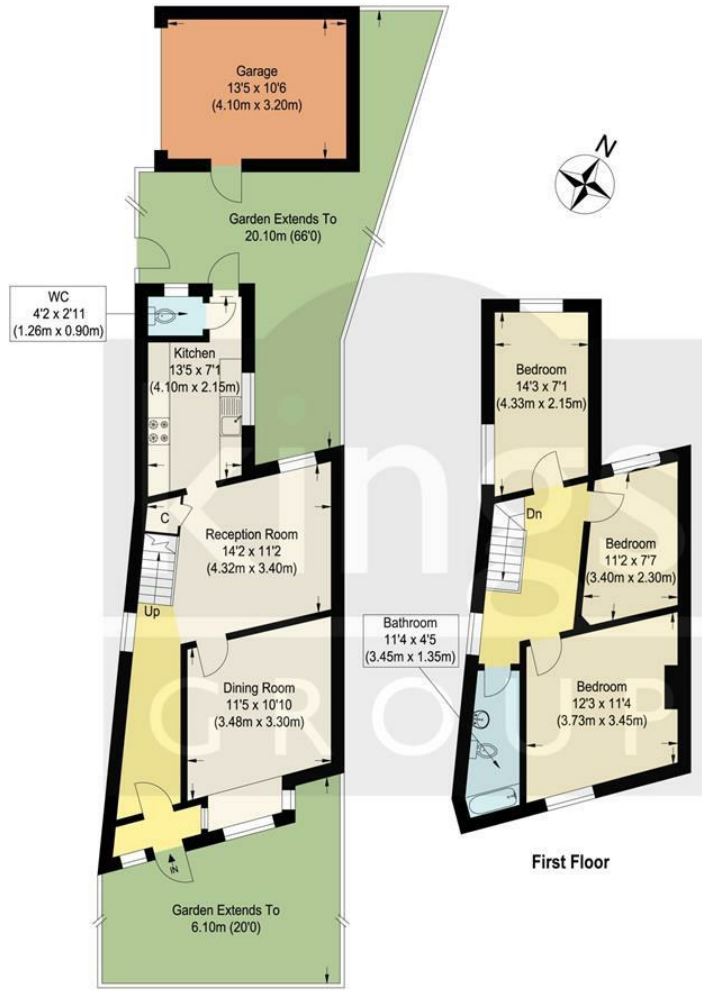 Garage
13'5 x 10'6
(4.10m x 3.20m)
N
Garden Extends To
20.10m (66'0)
WC
4'2 x 2'11
(1.26m x 0.90m)
Kitchen
13'5 x 7'1
(4.10m x 2.15m)
Bedroom
14'3 x 7'1
(4.33m x 2.15m)
C
Reception Room
14'2 x 11'2
(4.32m x 3.40m)
Up
Dn
Bedroom
11'2 x 7'7
(3.40m x 2.30m)
Bathroom
11'4 x 4'5
(3.45m x 1.35m)
Dining Room
11'5 x 10'10
(3.48m x 3.30m)
Bedroom
12'3 x 11'4
(3.73m x 3.45m)
IN
First Floor
Garden Extends To
6.10m (20'0)
kings
GROUP